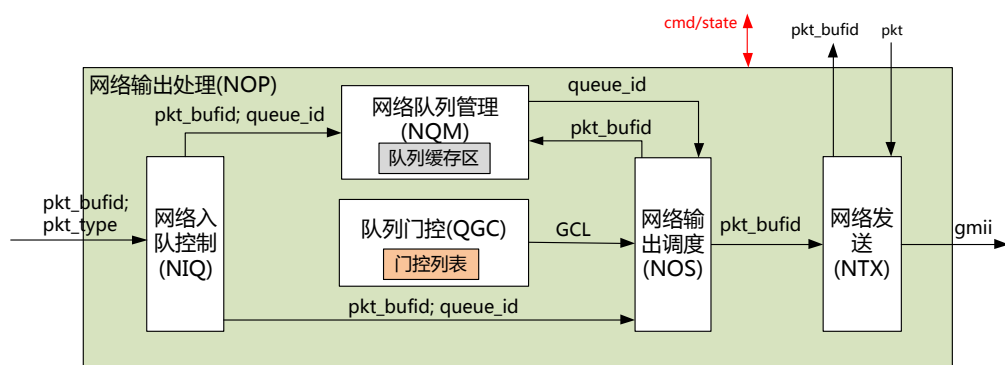 cmd/state
pkt_bufid
pkt
网络输出处理(NOP)
pkt_bufid; queue_id
网络队列管理
(NQM)
队列缓存区
queue_id
pkt_bufid
pkt_bufid;
pkt_type
网络入
队控制
(NIQ)
队列门控(QGC)
门控列表
GCL
网络输
出调度
(NOS)
pkt_bufid
网络发
送
(NTX)
gmii
pkt_bufid; queue_id